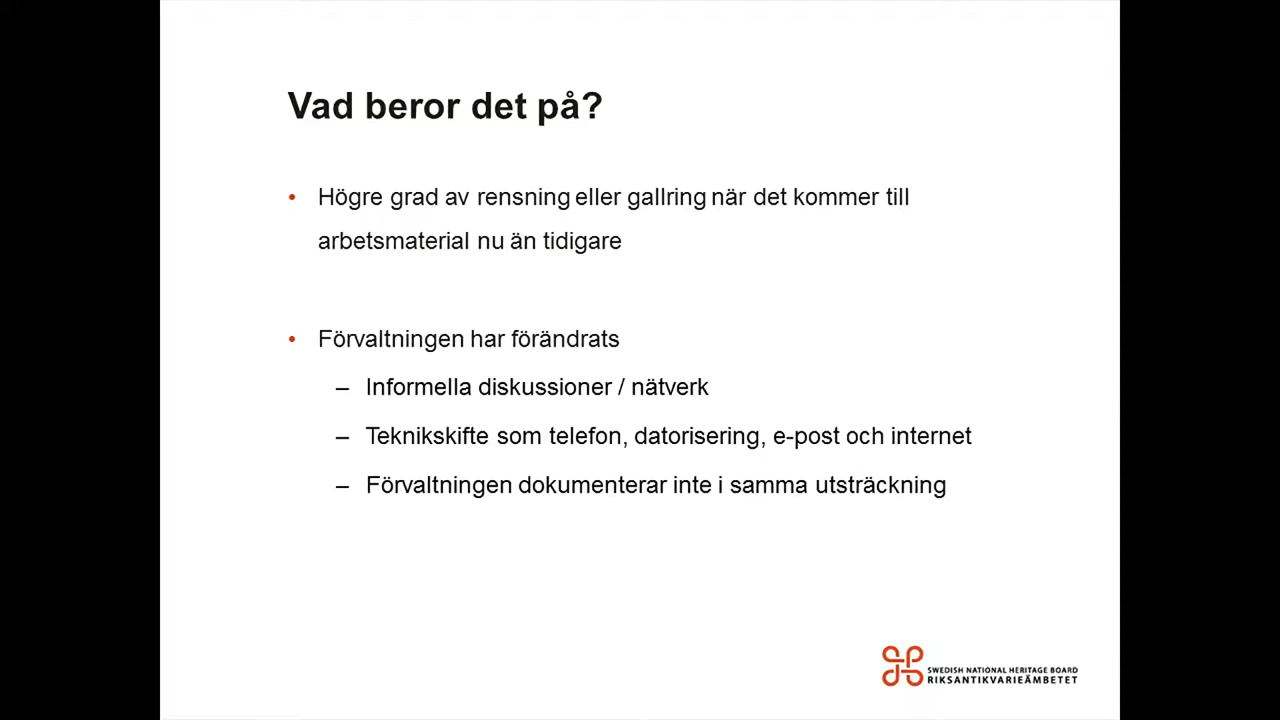 Vad beror det på?
• Högre grad av rensning eller gallring när det kommer till
arbetsmaterial nu än tidigare
• Förvaltningen har förändrats
– Informella diskussioner / nätverk
– Teknikskifte som telefon, datorisering, e-post och internet
– Förvaltningen dokumenterar inte i samma utsträckning
SWEDISH NATIONAL HERITAGE BOARD
RIKSANTIKVARIEÄMBETET